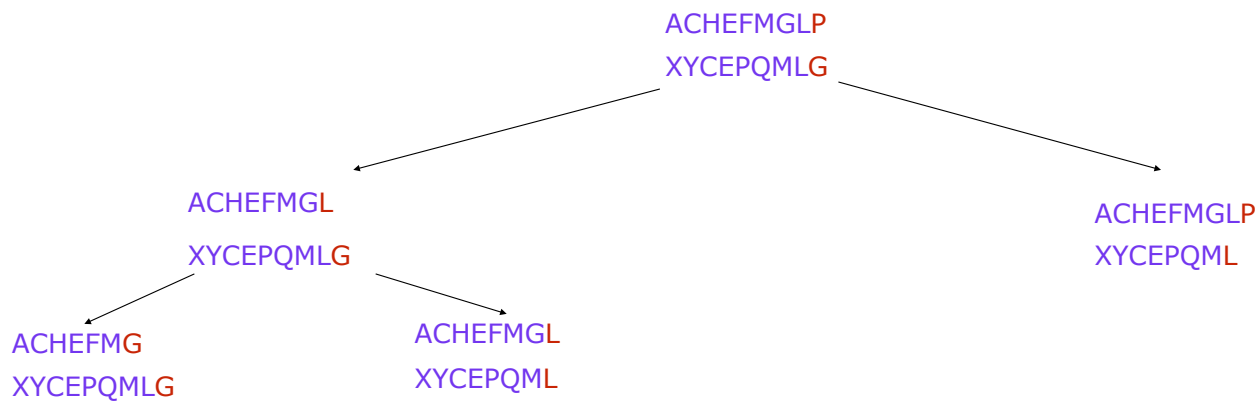 ACHEFMGLP
XYCEPQMLG
ACHEFMGL
XYCEPQMLG
ACHEFMGLP
XYCEPQML
ACHEFMG
XYCEPQMLG
ACHEFMGL
XYCEPQML